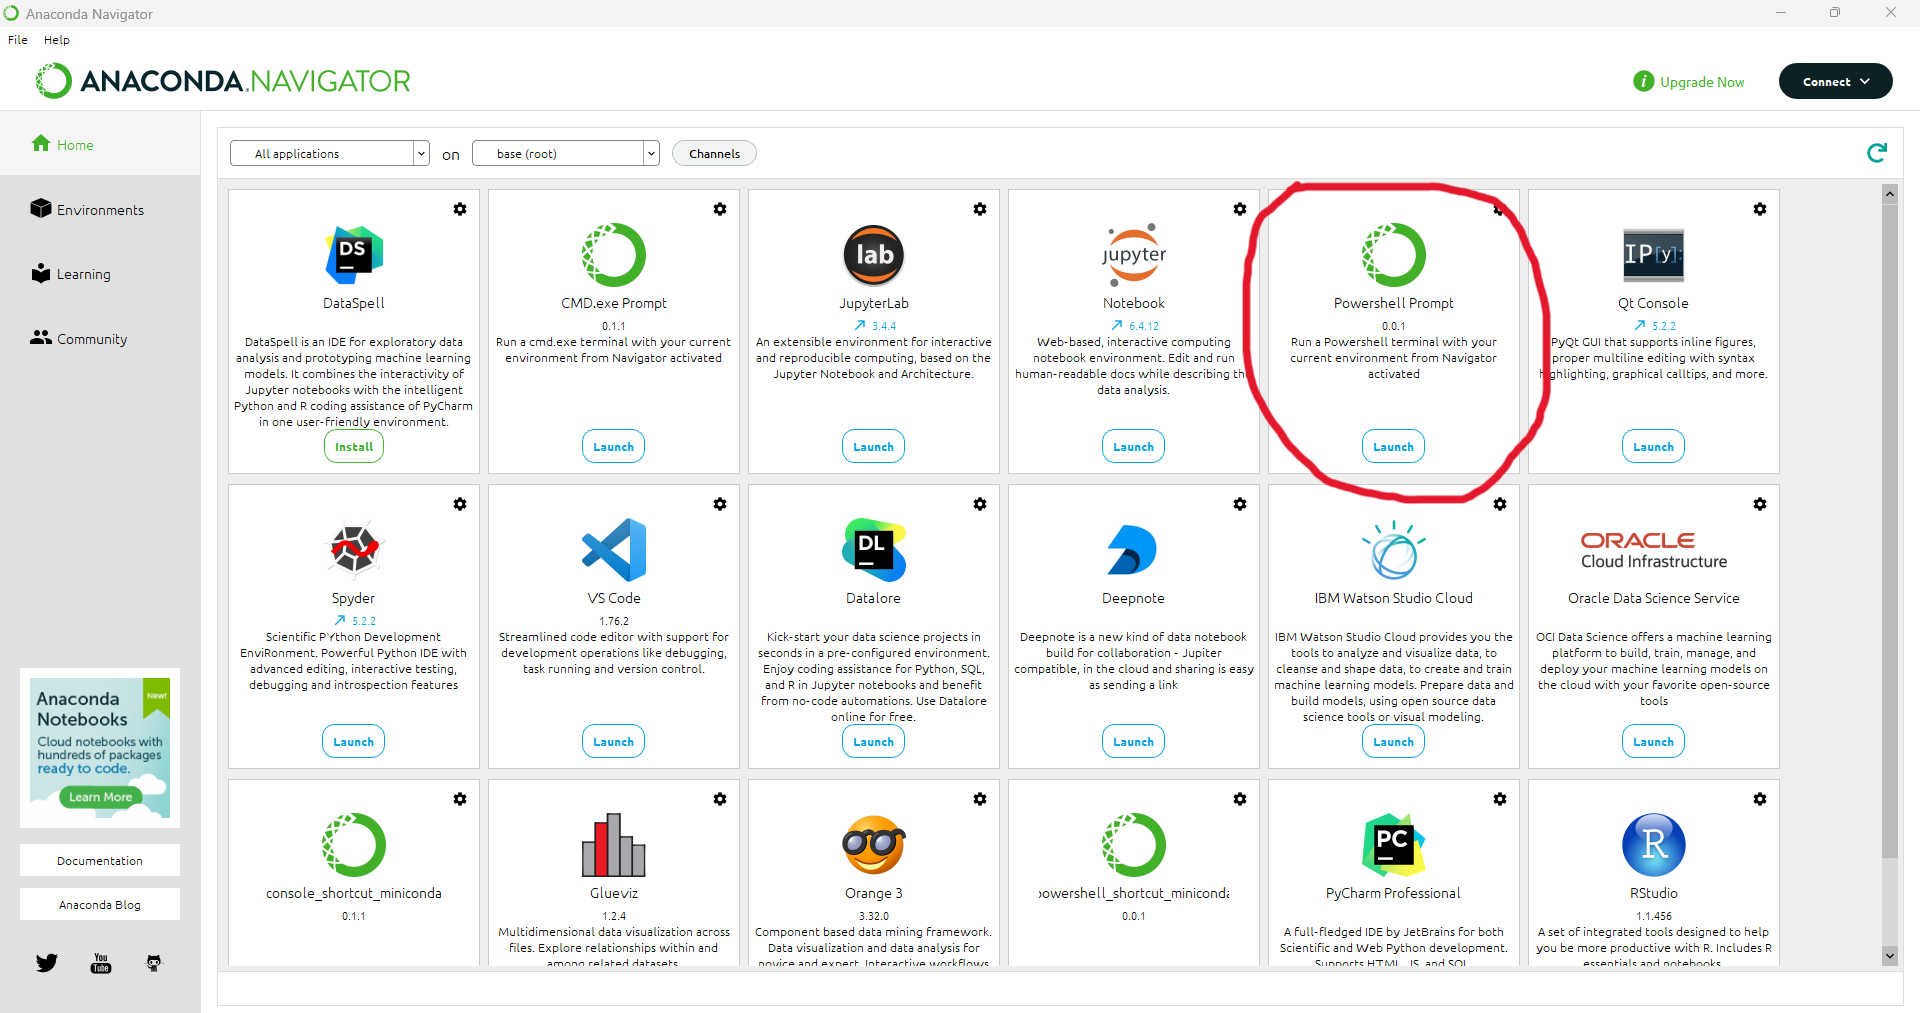 Anaconda Navigator
File Help
ANACONDA.NAVIGATOR
i Upgrade Now
Connect
Home
Environments
Learning
Community
All applications on base (root) Channels
DS
DataSpell
DataSpell is an IDE for exploratory data
analysis and prototyping machine learning
models. It combines the interactivity of
Jupyter notebooks with the intelligent
Python and R coding assistance of PyCharm
in one user-friendly environment.
Install
CMD.exe Prompt
0.1.1
Run a cmd.exe terminal with your current
environment from Navigator activated
Launch
lab
JupyterLab
3.4.4
An extensible environment for interactive
and reproducible computing, based on the
Jupyter Notebook and Architecture.
Launch
jupyter
Notebook
6.4.12
Web-based, interactive computing
notebook environment. Edit and run
human-readable docs while describing the
data analysis.
Launch
Powershell Prompt
0.0.1
Run a Powershell terminal with your
current environment from Navigator
activated
Launch
IP[y]:
Qt Console
5.2.2
PyQt GUI that supports inline figures,
proper multiline editing with syntax
highlighting, graphical calltips, and more.
Launch
Spyder
5.2.2
Scientific PYthon Development
EnviRonment. Powerful Python IDE with
advanced editing, interactive testing,
debugging and introspection features
Launch
VS Code
1.76.2
Streamlined code editor with support for
development operations like debugging,
task running and version control.
Launch
DL
Datalore
Kick-start your data science projects in
seconds in a pre-configured environment.
Enjoy coding assistance for Python, SQL,
and R in Jupyter notebooks and benefit
from no-code automations. Use Datalore
online for free.
Launch
Deepnote
Deepnote is a new kind of data notebook
build for collaboration - Jupiter
compatible, in the cloud and sharing is easy
as sending a link
Launch
IBM Watson Studio Cloud
IBM Watson Studio Cloud provides you the
tools to analyze and visualize data, to
cleanse and shape data, to create and train
machine learning models. Prepare data and
build models, using open source data
science tools or visual modeling.
Launch
ORACLE
Cloud Infrastructure
Oracle Data Science Service
OCI Data Science offers a machine learning
platform to build, train, manage, and
deploy your machine learning models on
the cloud with your favorite open-source
tools
Launch
console_shortcut_miniconda
0.1.1
Glueviz
1.2.4
Multidimensional data visualization across
files. Explore relationships within and
among related datasets
Orange 3
3.32.0
Component based data mining framework.
Data visualization and data analysis for
novice and expert. Interactive workflows
powershell_shortcut_miniconda
0.0.1
PC
PyCharm Professional
A full-fledged IDE by JetBrains for both
Scientific and Web Python development.
Supports HTML, JS, and SQL.
R
RStudio
1.1.456
A set of integrated tools designed to help
you be more productive with R. Includes R
essentials and notebooks.
Anaconda
Notebooks
New!
Cloud notebooks with
hundreds of packages
ready to code.
Learn More
Documentation
Anaconda Blog
You
Tube